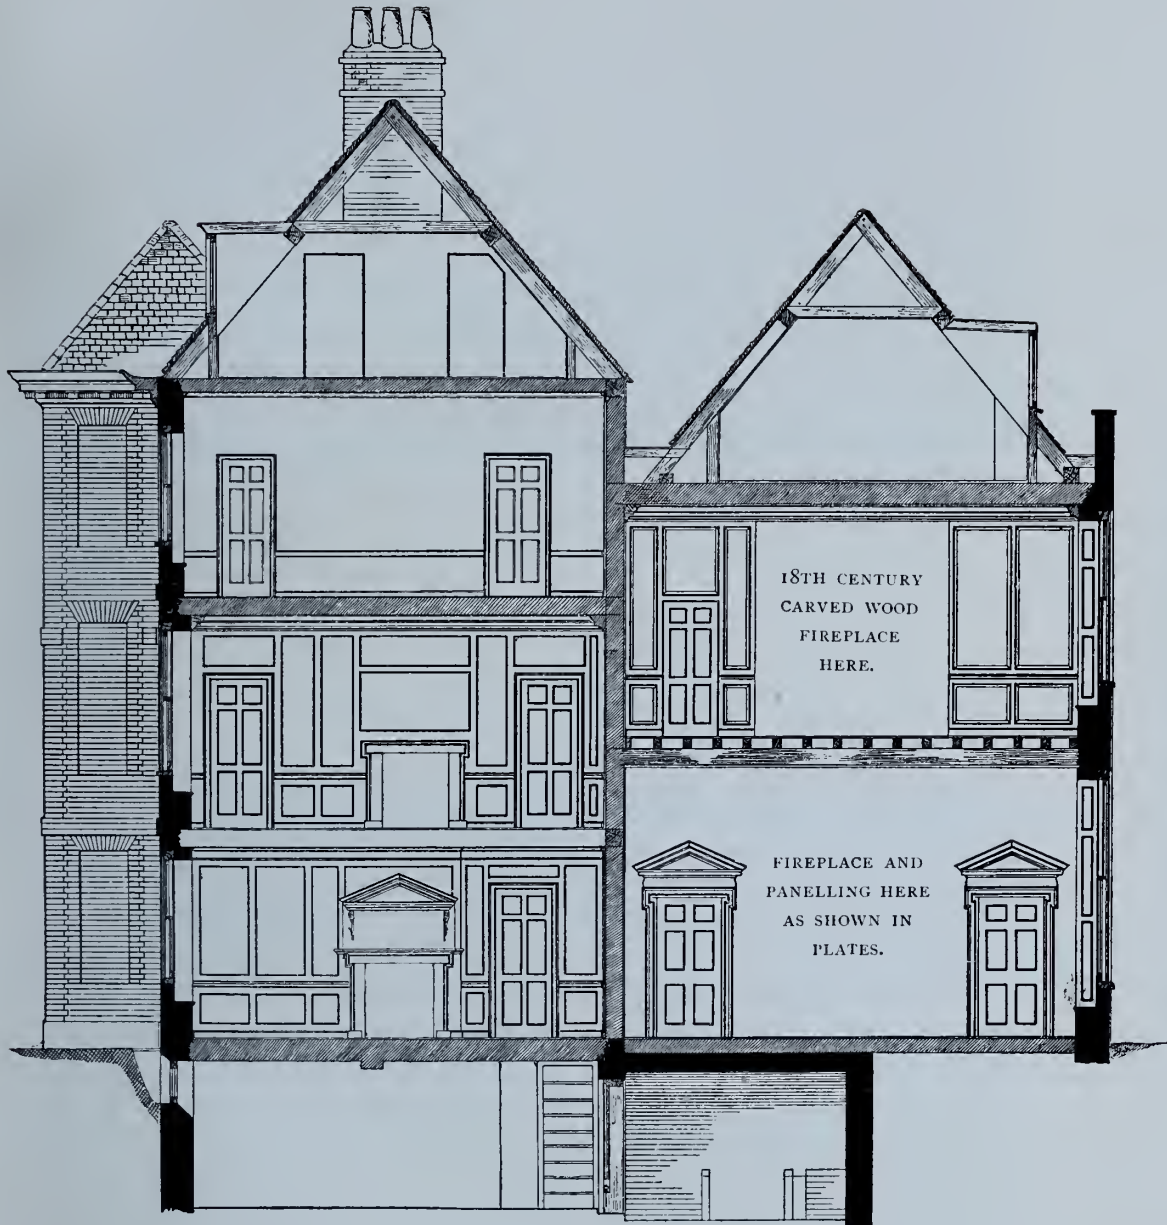 18TH CENTURY
CARVED WOOD
FIREPLACE
HERE.
FIREPLACE AND
PANELLING HERE
AS SHOWN IN
PLATES.